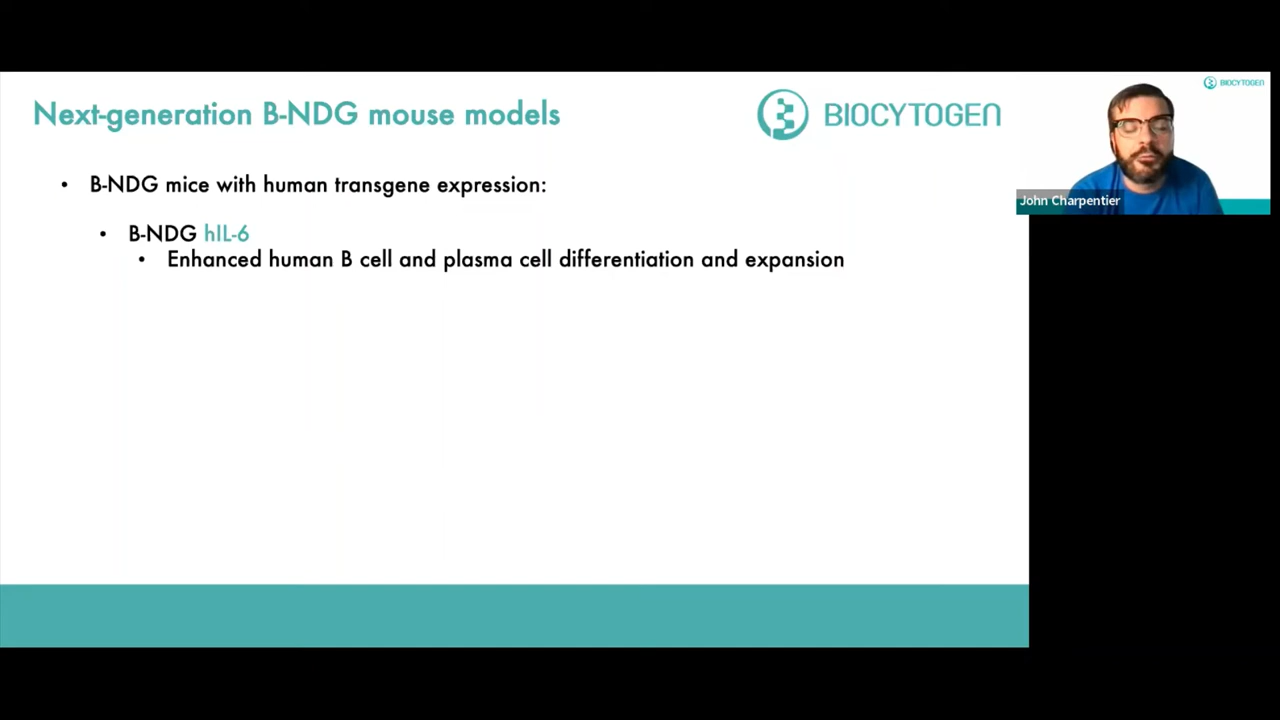 Next-generation B-NDG mouse models
BIOCYTOGEN
BIOCYTOGEN
John Charpentier
• B-NDG mice with human transgene expression:
• B-NDG hIL-6
• Enhanced human B cell and plasma cell differentiation and expansion